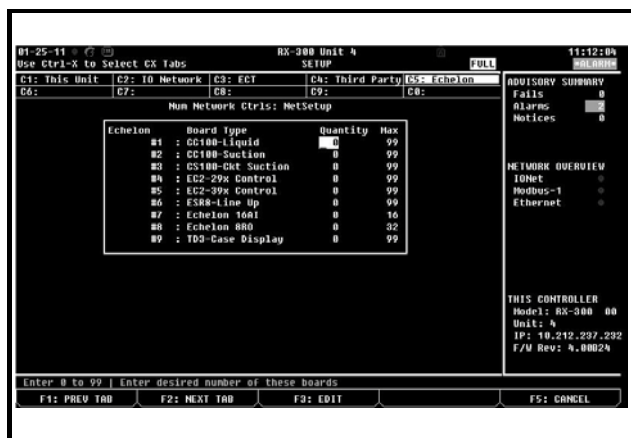 01-25-11 RX-300 Unit 4 11:12:04
Use Ctrl-X to Select CX Tabs SETUP FULL *ALARM*
C1: This Unit C2: IO Network C3: ECT C4: Third Party C5: Echelon
C6: C7: C8: C9: C0:
Num Network Ctrls: NetSetup
Echelon Board Type Quantity Max
#1 : CC100-Liquid 0 99
#2 : CC100-Suction 0 99
#3 : CS100-Ckt Suction 0 99
#4 : EC2-29x Control 0 99
#5 : EC2-39x Control 0 99
#6 : ESR8-Line Up 0 99
#7 : Echelon 16AI 0 16
#8 : Echelon 8RO 0 32
#9 : TD3-Case Display 0 99
ADVISORY SUMMARY
Fails 0
Alarms 2
Notices 0
NETWORK OVERVIEW
IONet
Modbus-1
Ethernet
THIS CONTROLLER
Model: RX-300 00
Unit: 4
IP: 10.212.237.232
F/W Rev: 4.00D24
Enter 0 to 99 | Enter desired number of these boards
F1: PREV TAB F2: NEXT TAB F3: EDIT F5: CANCEL